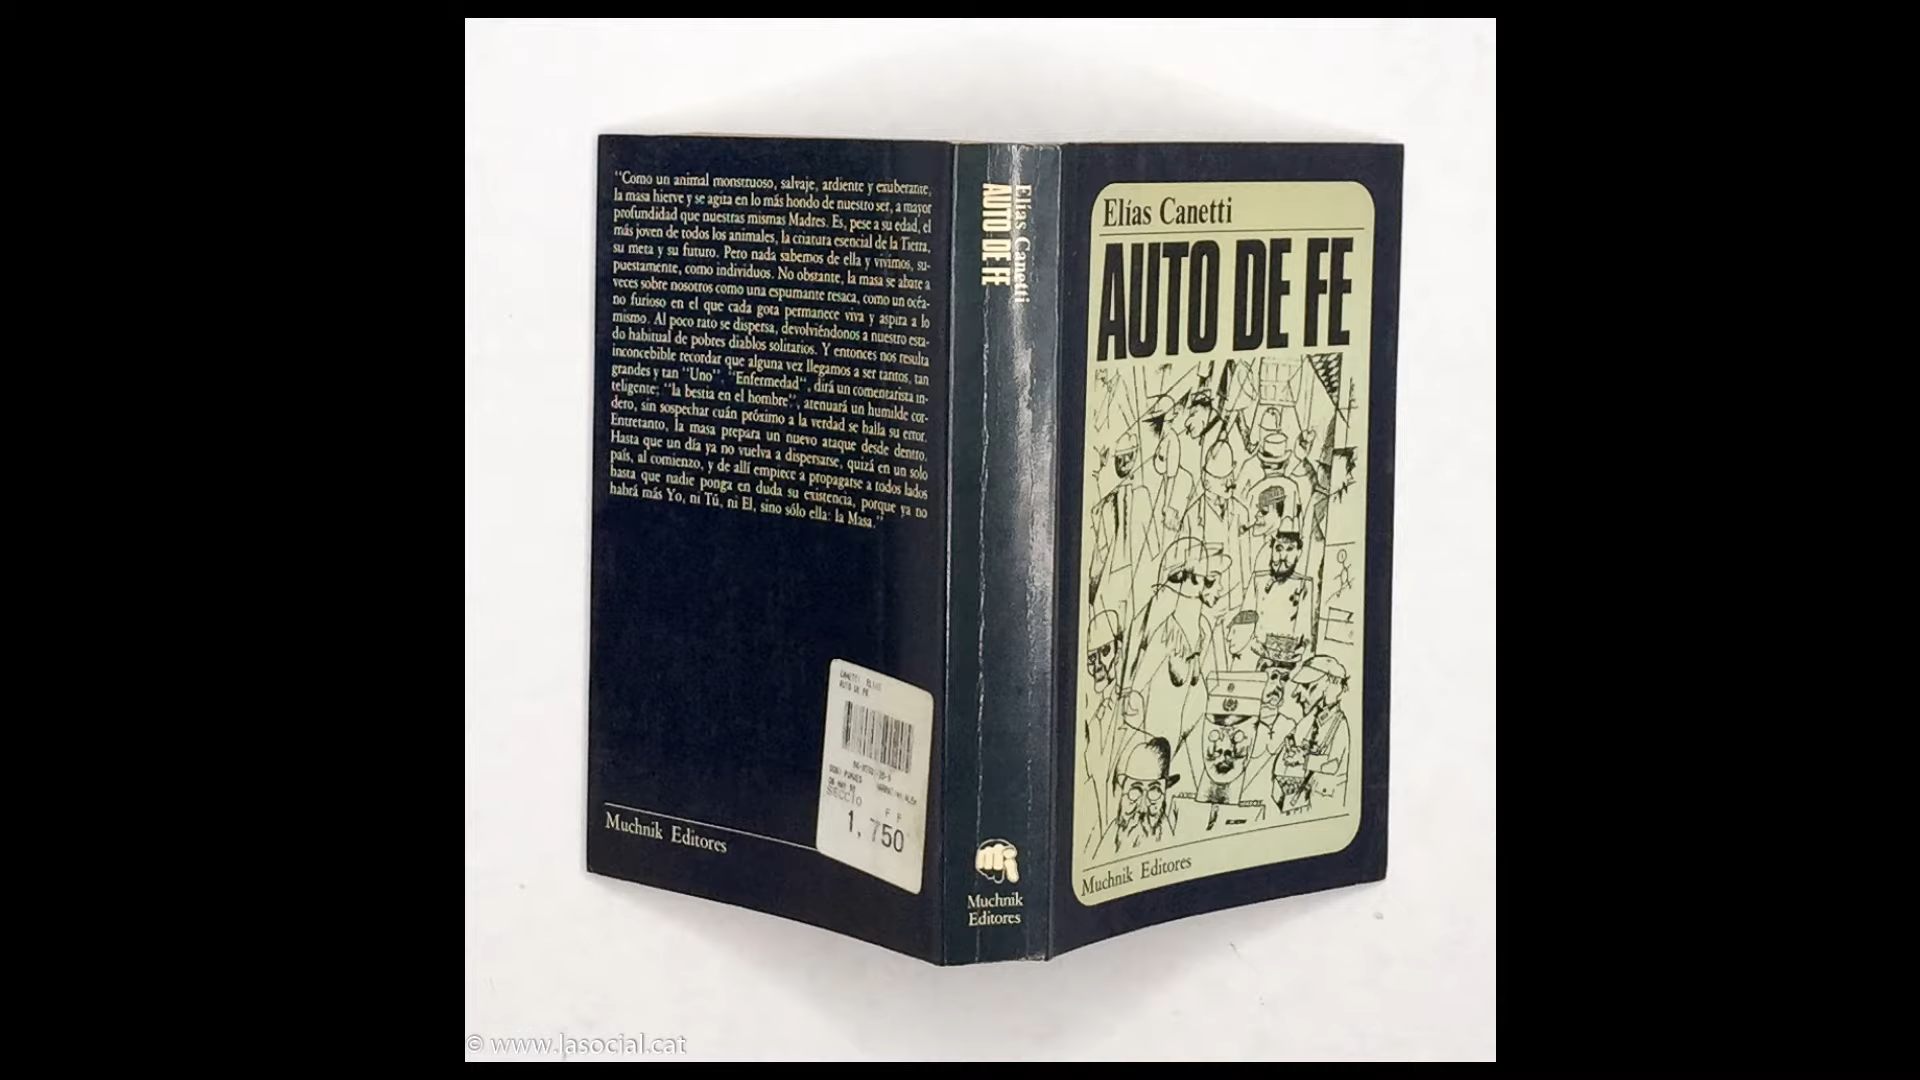 "Como un animal monstruoso, salvaje, ardiente y exuberante,
la masa hierve y se agita en lo más hondo de nuestro ser, a mayor
profundidad que nuestras mismas Madres. Es, pese a su edad, el
más joven de todos los animales, la criatura esencial de la Tierra,
su meta y su futuro. Pero nada sabemos de ella y vivimos, su-
puestamente, como individuos. No obstante, la masa se abate a
veces sobre nosotros como una espumante resaca, como un océa-
no furioso en el que cada gota permanece viva y aspira a lo
mismo. Al poco rato se dispersa, devolviéndonos a nuestro esta-
do habitual de pobres diablos solitarios. Y entonces nos resulta
inconcebible recordar que alguna vez llegamos a ser tantos, tan
grandes y tan "Uno". "Enfermedad", dirá un comentarista in-
teligente; "la bestia en el hombre", atenuará un humilde cor-
dero, sin sospechar cuán próximo a la verdad se halla su error.
Entretanto, la masa prepara un nuevo ataque desde dentro.
Hasta que un día ya no vuelva a dispersarse, quizá en un solo
país, al comienzo, y de allí empiece a propagarse a todos lados
hasta que nadie ponga en duda su existencia, porque ya no
habrá más Yo, ni Tú, ni El, sino sólo ella: la Masa."
AUTO DE FE
SECCIO
F F
1.750
Muchnik Editores
Elías Canetti
AUTO DE FE
Muchnik
Editores
Elías Canetti
AUTO DE FE
Muchnik Editores
© www.lasocial.cat